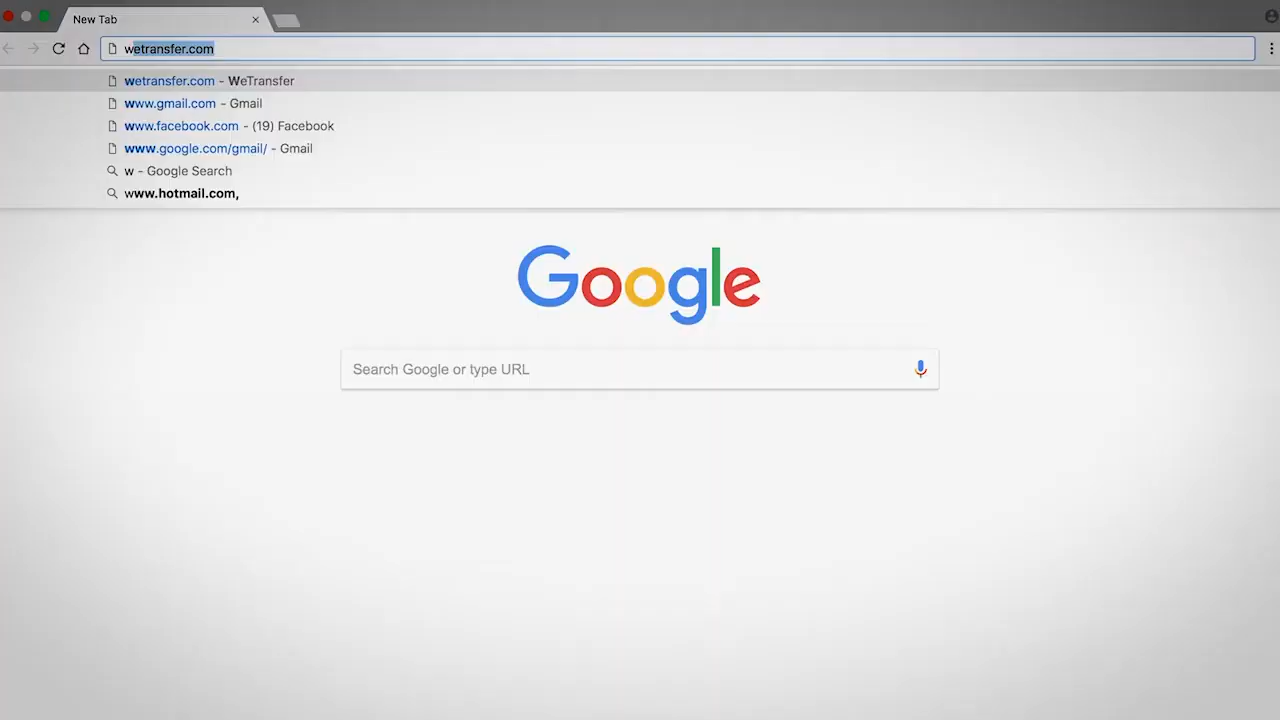 New Tab
wetransfer.com
wetransfer.com - WeTransfer
www.gmail.com - Gmail
www.facebook.com - (19) Facebook
www.google.com/gmail/ - Gmail
w - Google Search
www.hotmail.com,
Google
Search Google or type URL